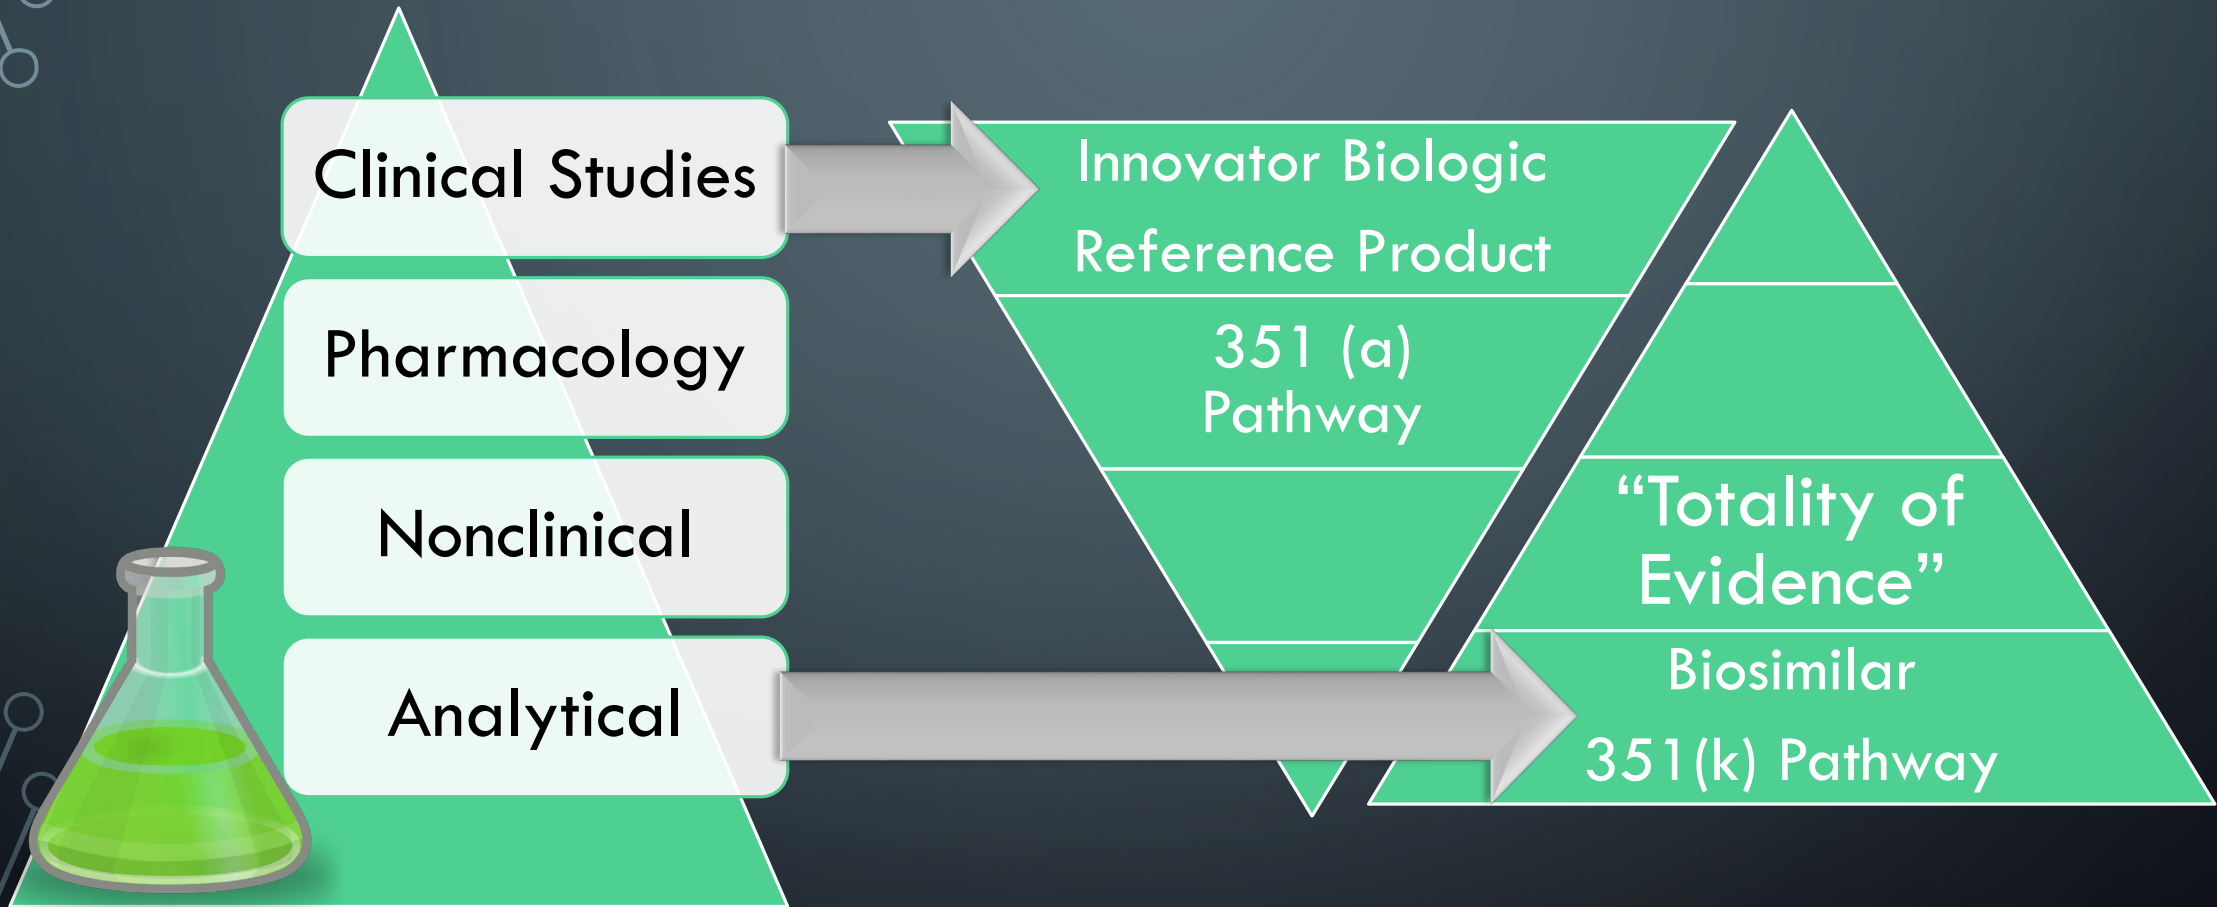 Clinical Studies
Pharmacology
Nonclinical
Analytical
Innovator Biologic
Reference Product
351 (a)
Pathway
“Totality of
Evidence”
Biosimilar
351(k) Pathway